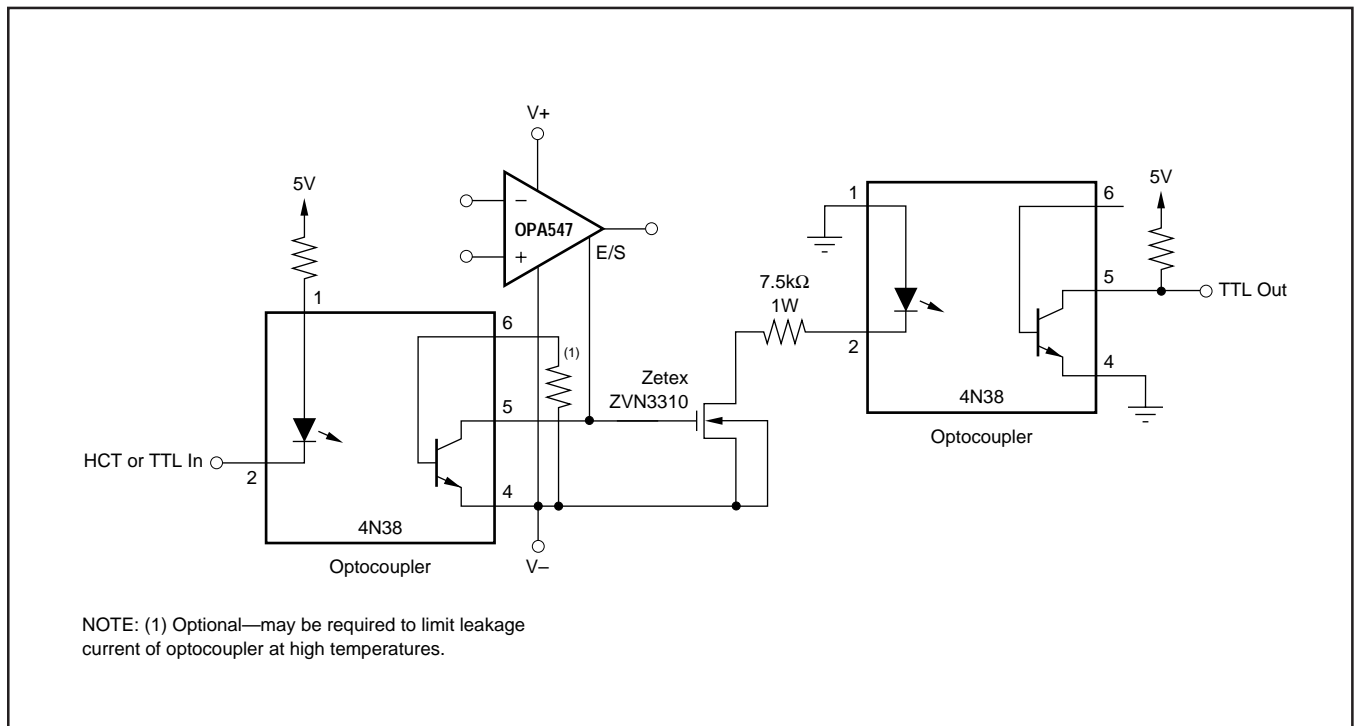 V+
5V
−
OPA547
+
E/S
1
6
(1)
5
4
2
HCT or TTL In
4N38
Optocoupler
V–
Zetex
ZVN3310
7.5kΩ
1W
1
2
6
5V
5
TTL Out
4
4N38
Optocoupler
NOTE: (1) Optional—may be required to limit leakage
current of optocoupler at high temperatures.